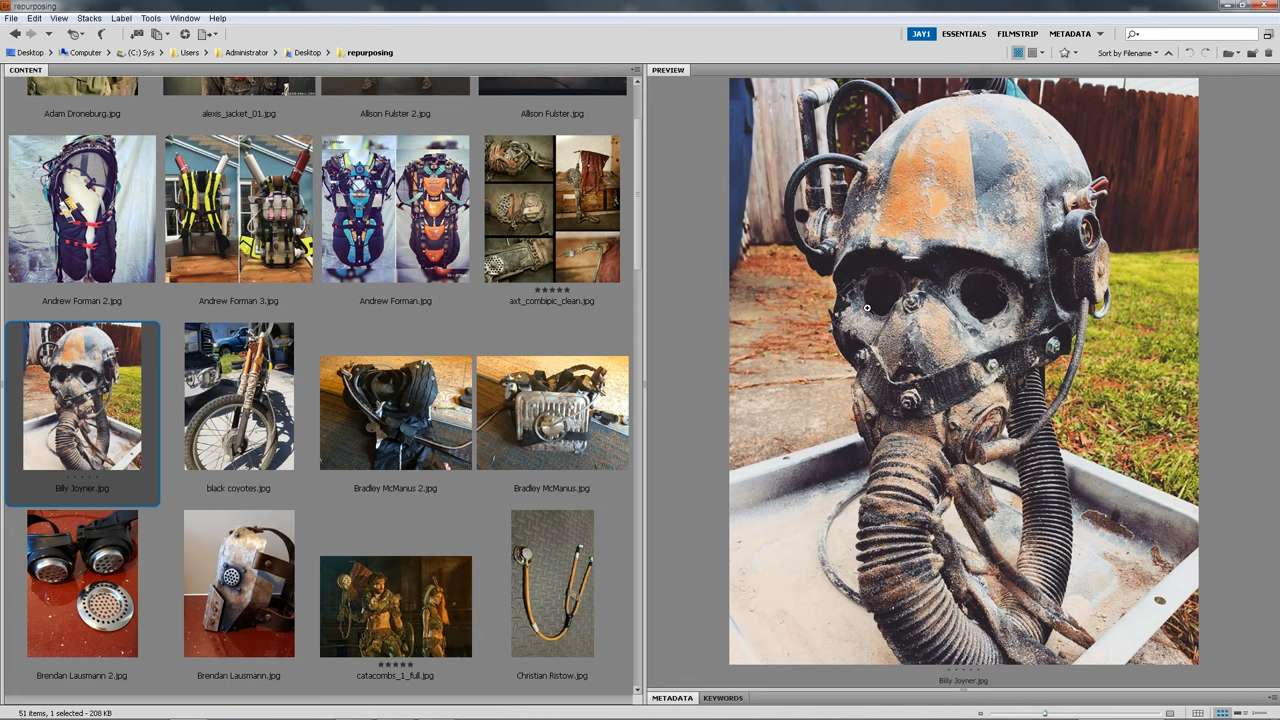 Br repurposing
File Edit View Stacks Label Tools Window Help
JAY1 ESSENTIALS FILMSTRIP METADATA
Desktop Computer (C:) Sys Users Administrator Desktop repurposing
Sort by Filename
CONTENT
PREVIEW
Adam Droneburg.jpg alexis_jacket_01.jpg Allison Fulster 2.jpg Allison Fulster.jpg
Andrew Forman 2.jpg Andrew Forman 3.jpg Andrew Forman.jpg axt_combipic_clean.jpg
Billy Joyner.jpg black coyotes.jpg Bradley McManus 2.jpg Bradley McManus.jpg
Brendan Lausmann 2.jpg Brendan Lausmann.jpg catacombs_1_full.jpg Christian Ristow.jpg
Billy Joyner.jpg
METADATA KEYWORDS
51 items, 1 selected - 208 KB